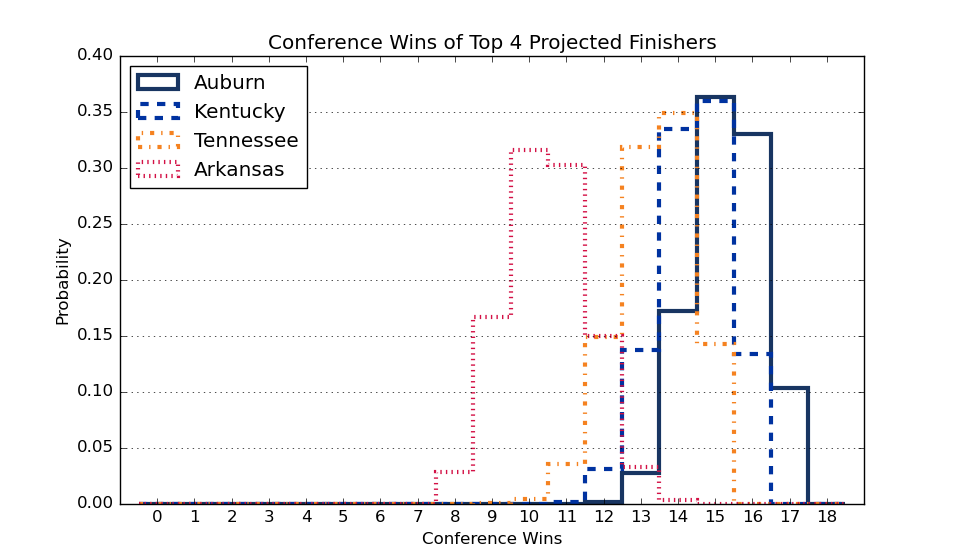 Conference Wins of Top 4 Projected Finishers
0.40
0.35
0.30
0.25
0.20
0.15
0.10
0.05
0.00
Probability
Auburn
Kentucky
Tennessee
Arkansas
0 1 2 3 4 5 6 7 8 9 10 11 12 13 14 15 16 17 18
Conference Wins